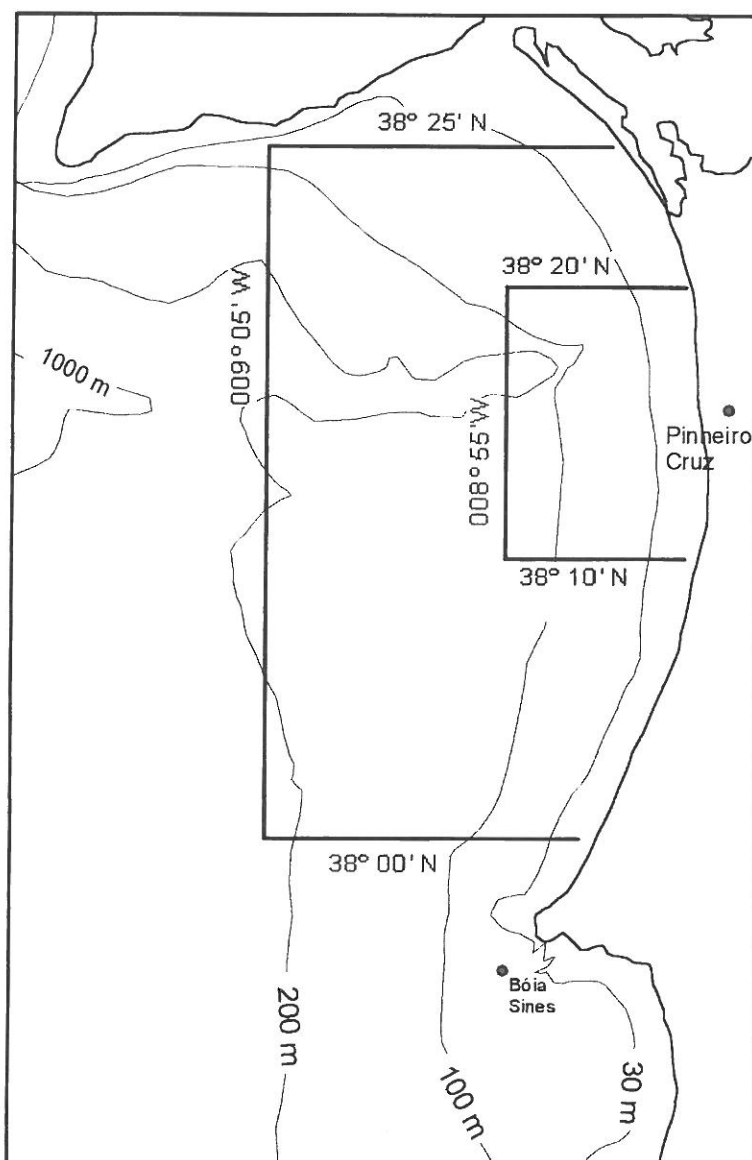 38° 25' N
38° 20' N
009° 05' W
1000 m
008° 55' W
Pinheiro
Cruz
38° 10' N
38° 00' N
Bóia
Sines
200 m
100 m
30 m